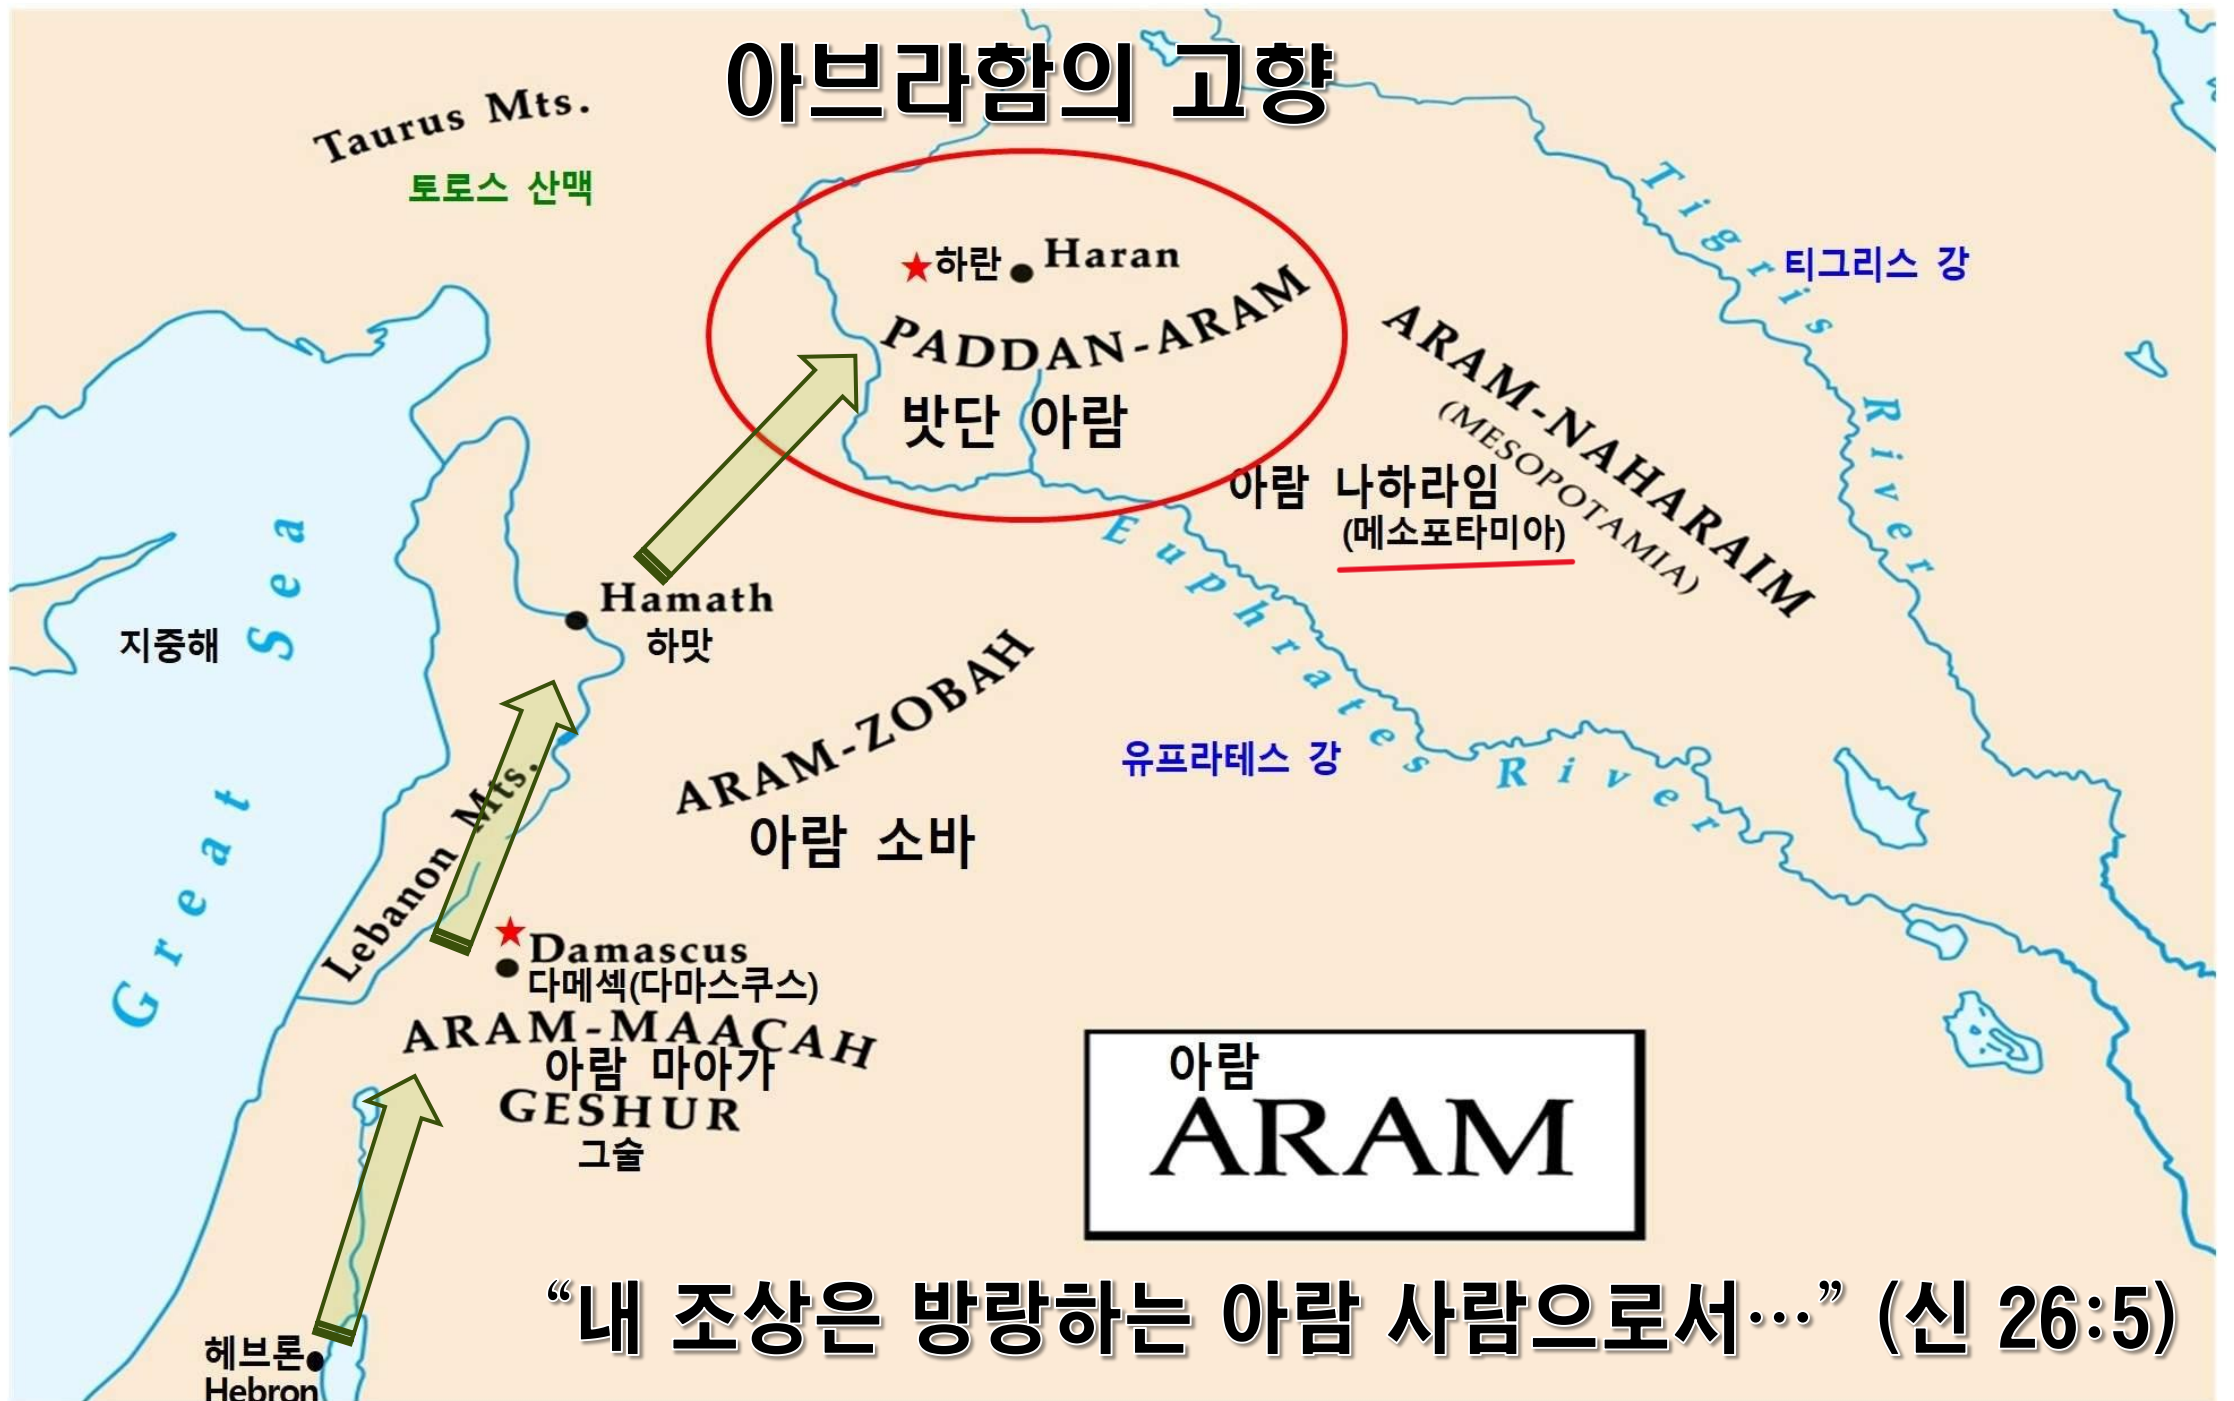 아브라함의 고향
Taurus Mts.
토로스 산맥
Tigris River
티그리스 강
하란
Haran
PADDAN-ARAM
밧단 아람
ARAM-NAHARAIM
(MESOPOTAMIA)
아람 나하라임
(메소포타미아)
Euphrates River
유프라테스 강
Great Sea
지중해
Hamath
하맛
ARAM-ZOBAH
아람 소바
Lebanon Mts.
Damascus
다메섹(다마스쿠스)
ARAM-MAACAH
아람 마아가
GESHUR
그술
아람
ARAM
“내 조상은 방랑하는 아람 사람으로서…” (신 26:5)
헤브론
Hebron